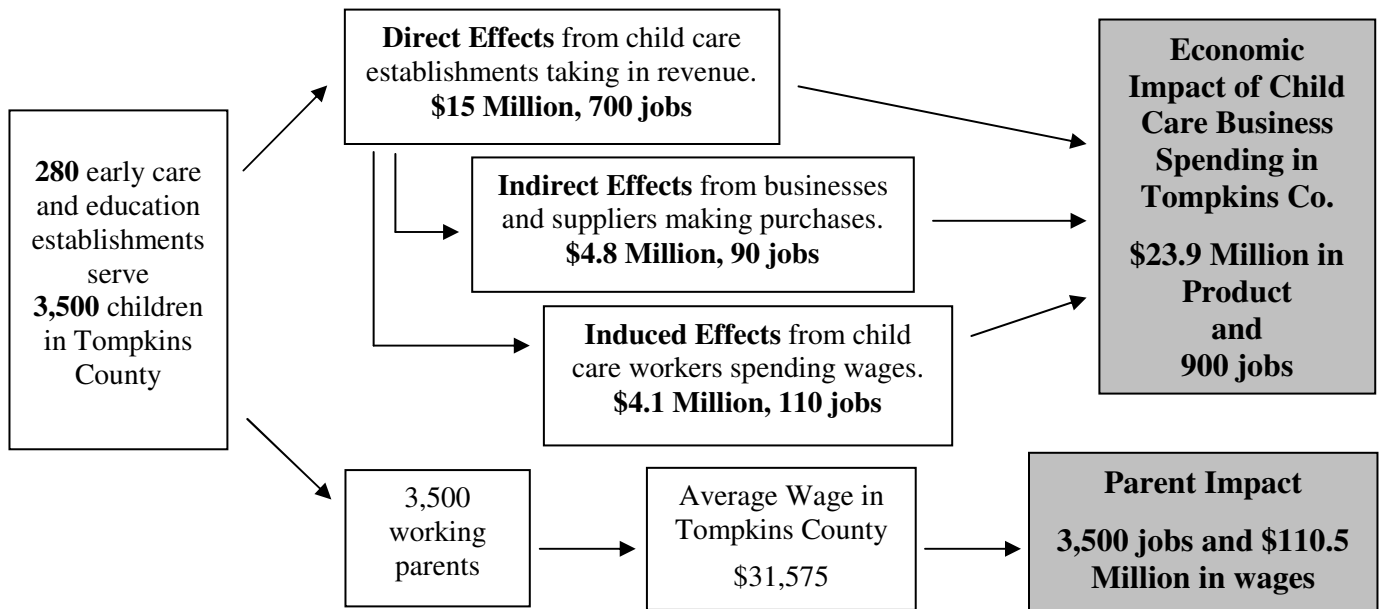 280 early care
and education
establishments
serve
3,500 children
in Tompkins
County
Direct Effects from child care
establishments taking in revenue.
$15 Million, 700 jobs
Indirect Effects from businesses
and suppliers making purchases.
$4.8 Million, 90 jobs
Induced Effects from child
care workers spending wages.
$4.1 Million, 110 jobs
Economic
Impact of Child
Care Business
Spending in
Tompkins Co.
$23.9 Million in
Product
and
900 jobs
3,500
working
parents
Average Wage in
Tompkins County
$31,575
Parent Impact
3,500 jobs and $110.5
Million in wages